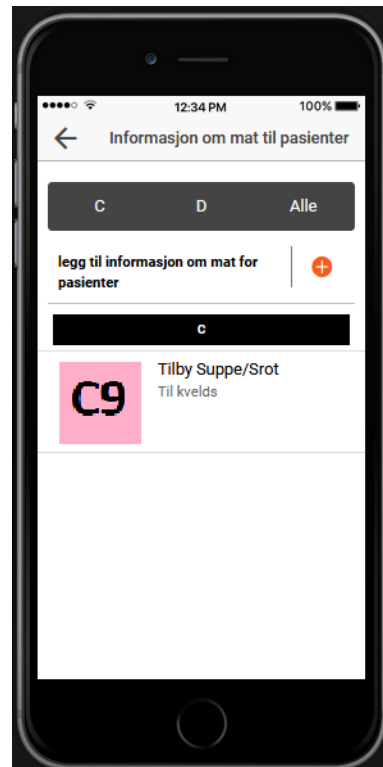 12:34 PM 100%
Informasjon om mat til pasienter
C D Alle
legg til informasjon om mat for
pasienter
c
C9
Tilby Suppe/Srot
Til kvelds